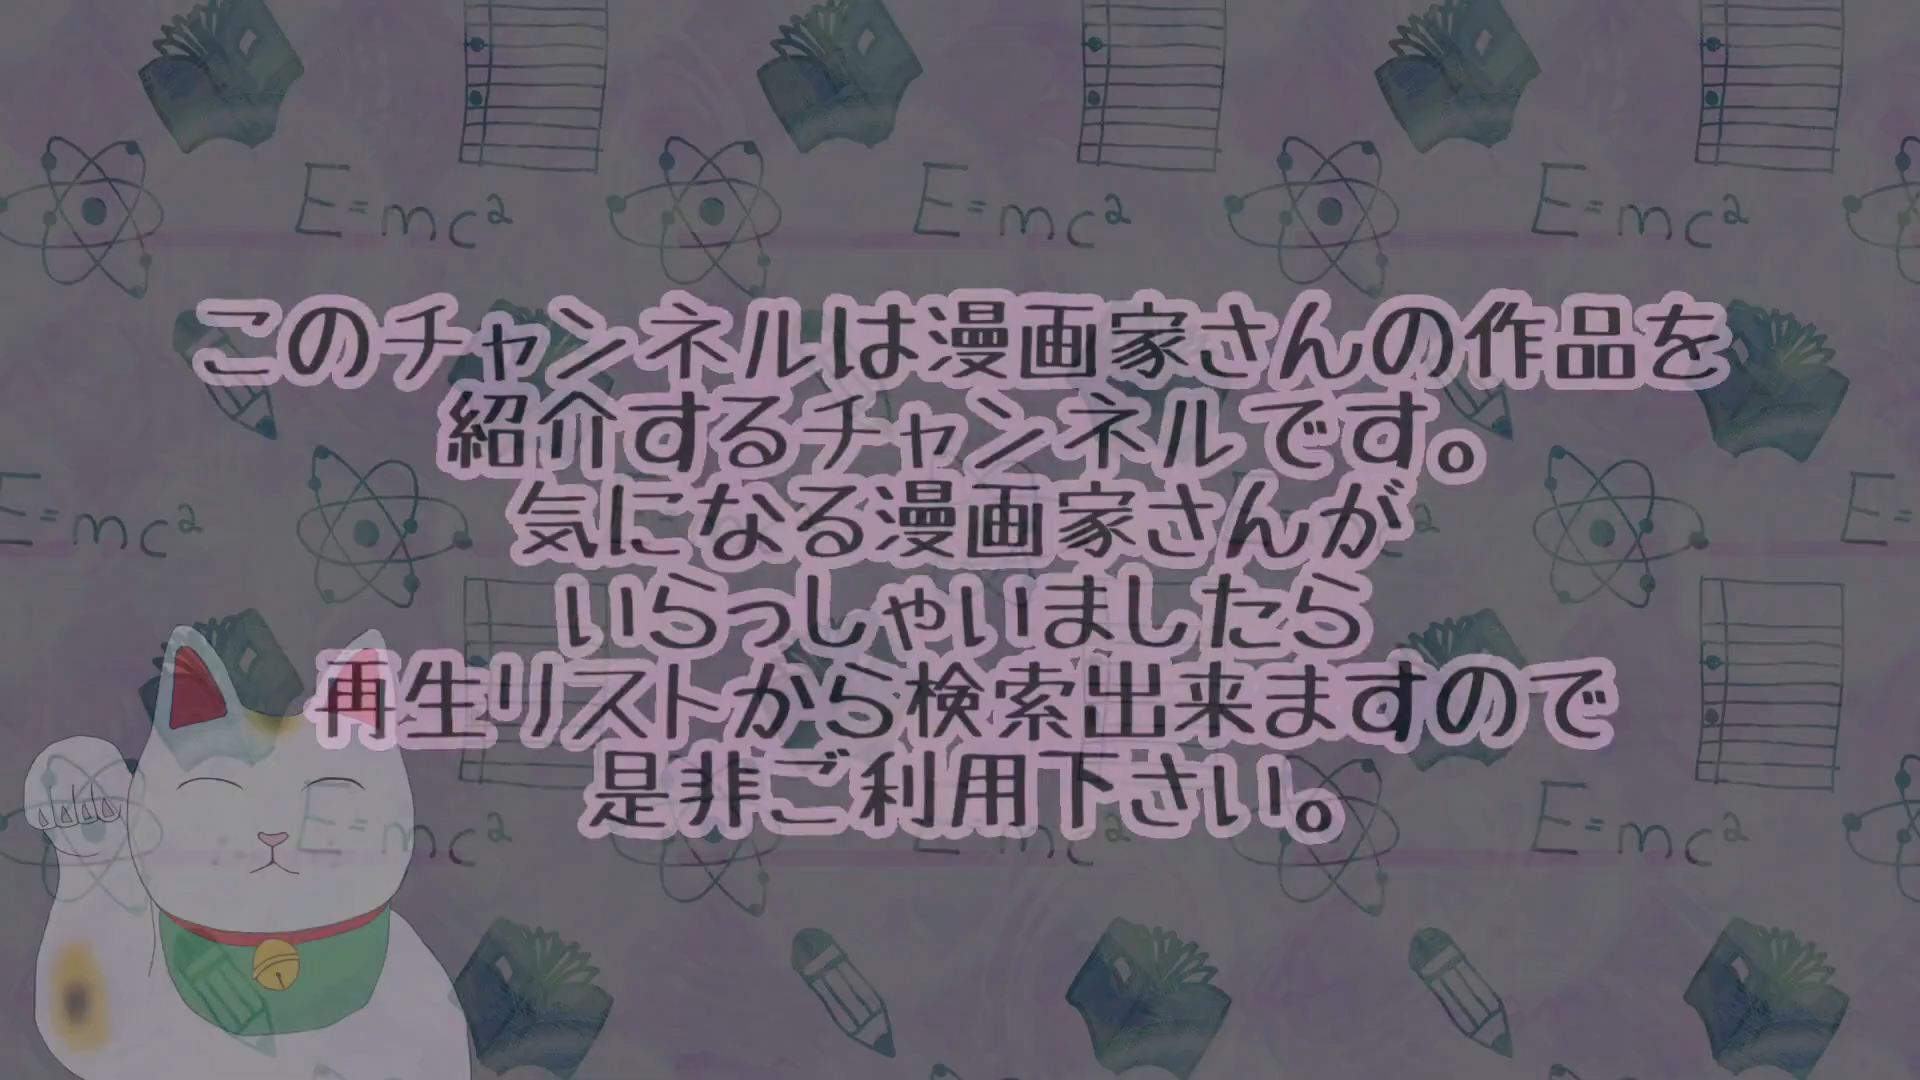 E=mc² E=mc² E=mc²
このチャンネルは漫画家さんの作品を
紹介するチャンネルです。
気になる漫画家さんが
いらっしゃいましたら
再生リストから検索出来ますので
是非ご利用下さい。
E=mc² E=mc² E=mc²